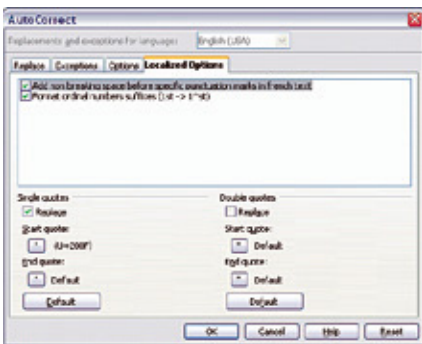 AutoCorrect
Replacements and exceptions for language: English (USA)
Replace Exceptions Options Localized Options
Add non breaking space before specific punctuation marks in french text
Format ordinal numbers suffixes (1st -> 1^st)
Single quotes Double quotes
Replace Replace
Start quote: Start quote:
Default
End quote: End quote:
Default Default
Default Default
OK Cancel Help Reset